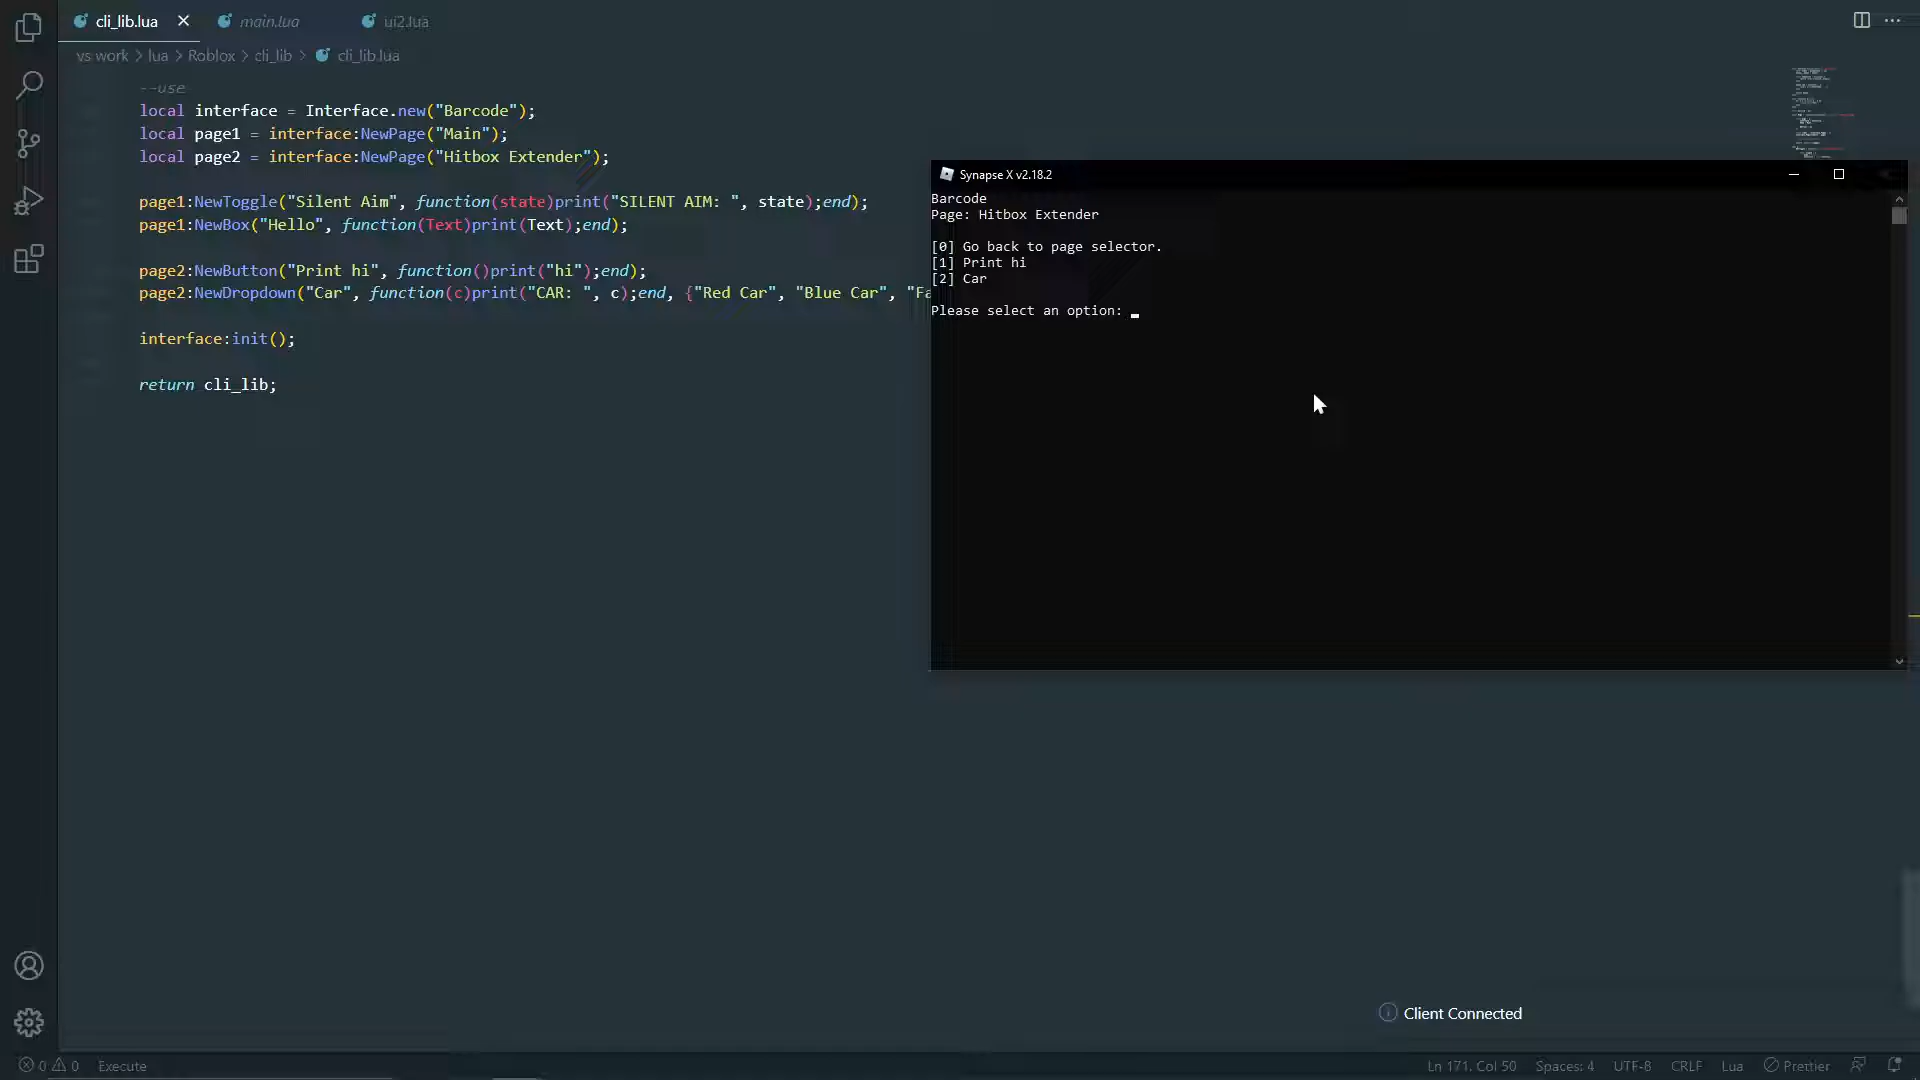 cli_lib.lua
main.lua
ui2.lua
vs work > lua > Roblox > cli_lib > cli_lib.lua
--use
local interface = Interface.new("Barcode");
local page1 = interface:NewPage("Main");
local page2 = interface:NewPage("Hitbox Extender");
page1:NewToggle("Silent Aim", function(state)print("SILENT AIM: ", state);end);
page1:NewBox("Hello", function(Text)print(Text);end);
page2:NewButton("Print hi", function()print("hi");end);
page2:NewDropdown("Car", function(c)print("CAR: ", c);end, {"Red Car", "Blue Car", "Fa
interface:init();
return cli_lib;
Synapse X v2.18.2
Barcode
Page: Hitbox Extender
[0] Go back to page selector.
[1] Print hi
[2] Car
Please select an option:
Client Connected
0 0 Execute
Ln 171, Col 50 Spaces: 4 UTF-8 CRLF Lua Prettier